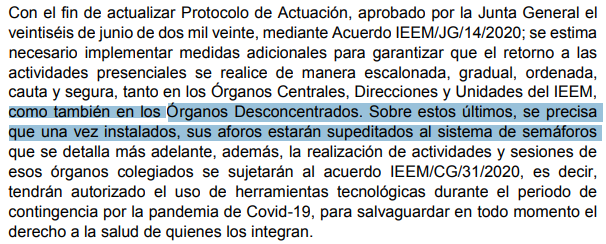 Con el fin de actualizar Protocolo de Actuación, aprobado por la Junta General el
veintiséis de junio de dos mil veinte, mediante Acuerdo IEEM/JG/14/2020; se estima
necesario implementar medidas adicionales para garantizar que el retorno a las
actividades presenciales se realice de manera escalonada, gradual, ordenada,
cauta y segura, tanto en los Órganos Centrales, Direcciones y Unidades del IEEM,
como también en los Órganos Desconcentrados. Sobre estos últimos, se precisa
que una vez instalados, sus aforos estarán supeditados al sistema de semáforos
que se detalla más adelante, además, la realización de actividades y sesiones de
esos órganos colegiados se sujetarán al acuerdo IEEM/CG/31/2020, es decir,
tendrán autorizado el uso de herramientas tecnológicas durante el periodo de
contingencia por la pandemia de Covid-19, para salvaguardar en todo momento el
derecho a la salud de quienes los integran.